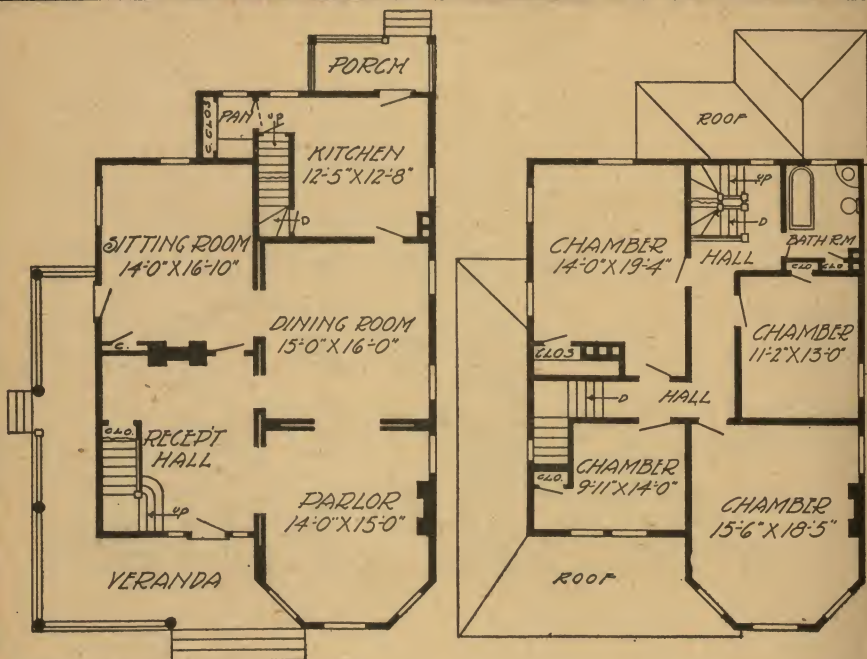 PORCH
C. CLOS
PAN
UP
KITCHEN
12'-5" X 12'-8"
D
SITTING ROOM
14'-0" X 16'-10"
C.
DINING ROOM
15'-0" X 16'-0"
CLO.
RECEPT
HALL
UP
PARLOR
14'-0" X 15'-0"
VERANDA
ROOF
UP
D
CHAMBER
14'-0" X 19'-4"
HALL
BATH RM
CLO
CLO
CHAMBER
11'-2" X 13'-0"
CLOS
D
HALL
CHAMBER
9'-11" X 14'-0"
CLO.
CHAMBER
15'-6" X 18'-5"
ROOF